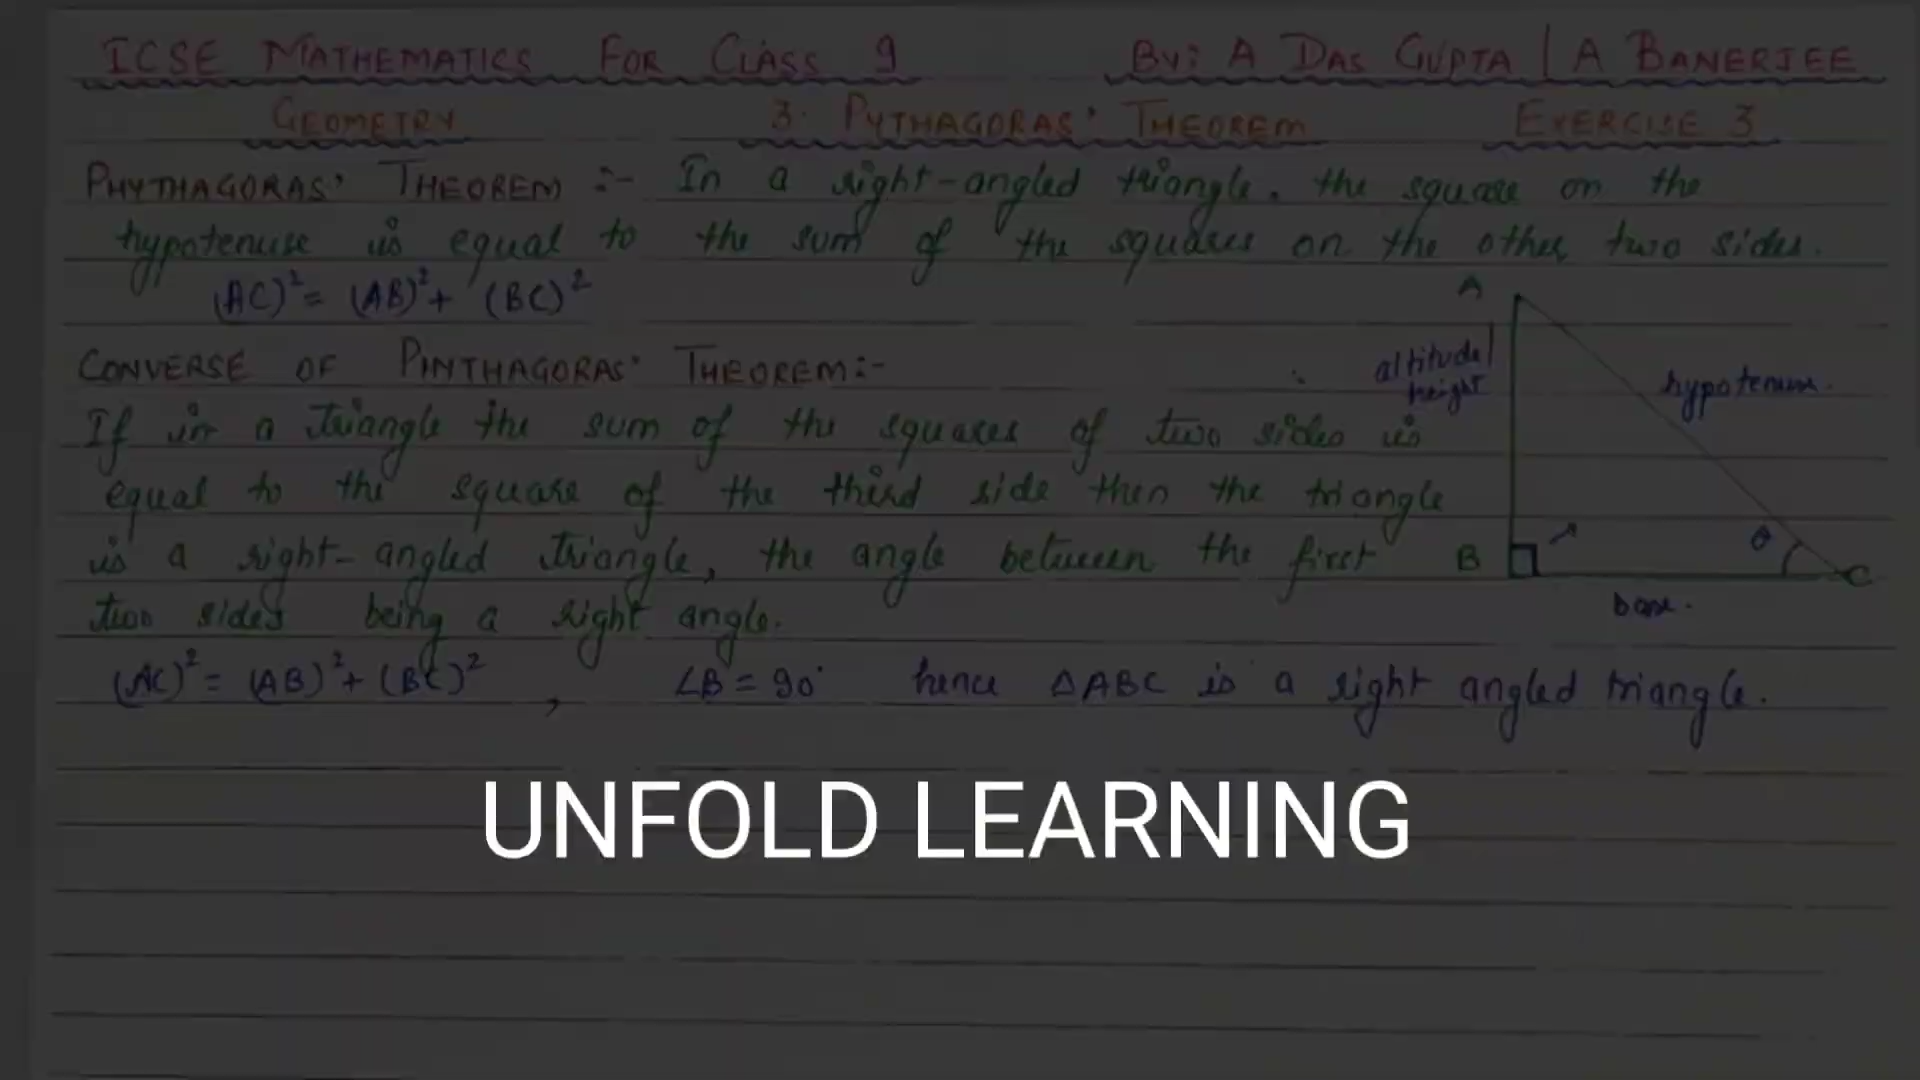 ICSE MATHEMATICS FOR CLASS 9 BY: A DAS GUPTA | A BANERJEE
GEOMETRY 3. PYTHAGORAS' THEOREM EXERCISE 3
PHYTHAGORAS' THEOREM :- In a right-angled triangle, the square on the
hypotenuse is equal to the sum of the squares on the other two sides.
(AC)² = (AB)² + (BC)²
A
altitude/
height
hypotenuse.
CONVERSE OF PINTHAGORAS' THEOREM:-
If in a triangle the sum of the squares of two sides is
equal to the square of the third side then the triangle
is a right-angled triangle, the angle between the first
two sides being a right angle.
B
θ
C
base.
(AC)² = (AB)² + (BC)² , ∠B = 90° hence △ABC is a right angled triangle.
UNFOLD LEARNING